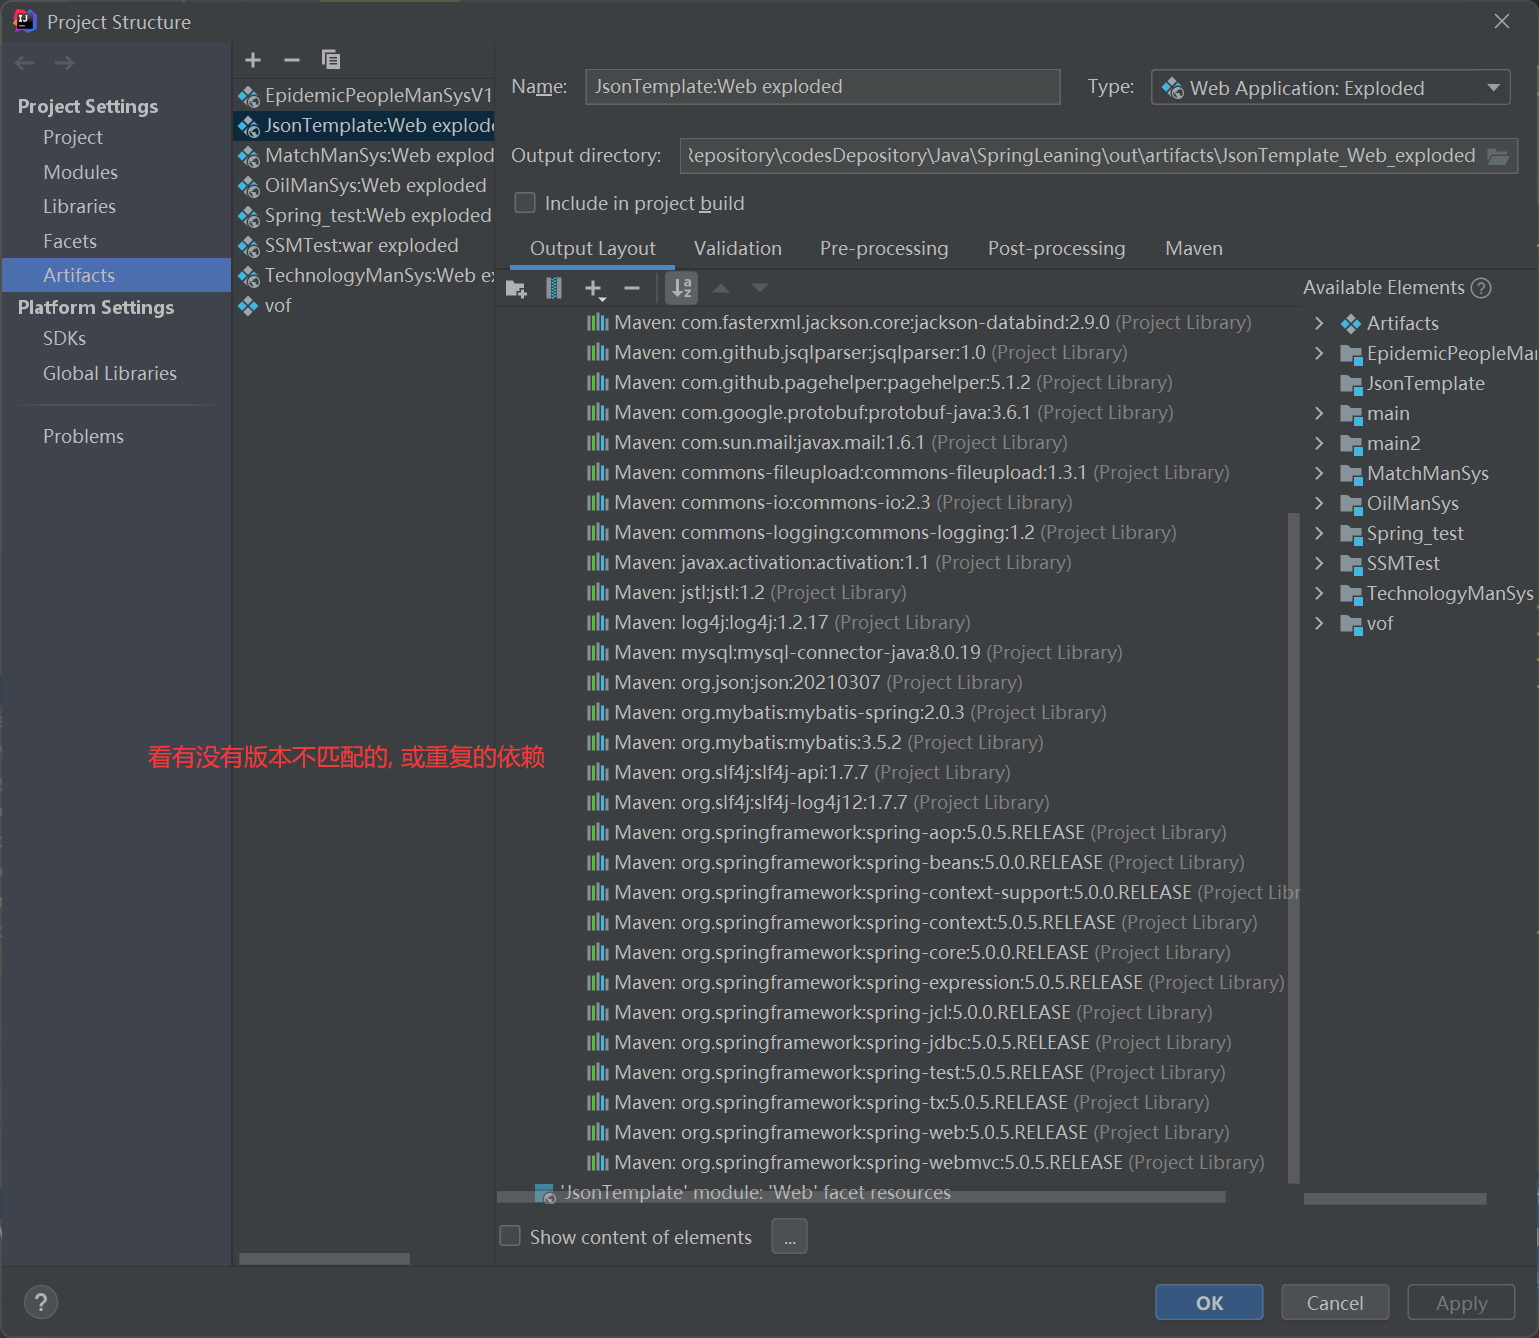 Project Structure
Project Settings
Project
Modules
Libraries
Facets
Artifacts
Platform Settings
SDKs
Global Libraries
Problems
EpidemicPeopleManSysV1
JsonTemplate:Web explode
MatchManSys:Web explod
OilManSys:Web exploded
Spring_test:Web exploded
SSMTest:war exploded
TechnologyManSys:Web ex
vof
Name: JsonTemplate:Web exploded Type: Web Application: Exploded
Output directory: Repository\codesDepository\Java\SpringLeaning\out\artifacts\JsonTemplate_Web_exploded
Include in project build
Output Layout Validation Pre-processing Post-processing Maven
Maven: com.fasterxml.jackson.core:jackson-databind:2.9.0 (Project Library)
Maven: com.github.jsqlparser:jsqlparser:1.0 (Project Library)
Maven: com.github.pagehelper:pagehelper:5.1.2 (Project Library)
Maven: com.google.protobuf:protobuf-java:3.6.1 (Project Library)
Maven: com.sun.mail:javax.mail:1.6.1 (Project Library)
Maven: commons-fileupload:commons-fileupload:1.3.1 (Project Library)
Maven: commons-io:commons-io:2.3 (Project Library)
Maven: commons-logging:commons-logging:1.2 (Project Library)
Maven: javax.activation:activation:1.1 (Project Library)
Maven: jstl:jstl:1.2 (Project Library)
Maven: log4j:log4j:1.2.17 (Project Library)
Maven: mysql:mysql-connector-java:8.0.19 (Project Library)
Maven: org.json:json:20210307 (Project Library)
Maven: org.mybatis:mybatis-spring:2.0.3 (Project Library)
Maven: org.mybatis:mybatis:3.5.2 (Project Library)
Maven: org.slf4j:slf4j-api:1.7.7 (Project Library)
Maven: org.slf4j:slf4j-log4j12:1.7.7 (Project Library)
Maven: org.springframework:spring-aop:5.0.5.RELEASE (Project Library)
Maven: org.springframework:spring-beans:5.0.0.RELEASE (Project Library)
Maven: org.springframework:spring-context-support:5.0.0.RELEASE (Project Libr
Maven: org.springframework:spring-context:5.0.5.RELEASE (Project Library)
Maven: org.springframework:spring-core:5.0.0.RELEASE (Project Library)
Maven: org.springframework:spring-expression:5.0.5.RELEASE (Project Library)
Maven: org.springframework:spring-jcl:5.0.0.RELEASE (Project Library)
Maven: org.springframework:spring-jdbc:5.0.5.RELEASE (Project Library)
Maven: org.springframework:spring-test:5.0.5.RELEASE (Project Library)
Maven: org.springframework:spring-tx:5.0.5.RELEASE (Project Library)
Maven: org.springframework:spring-web:5.0.5.RELEASE (Project Library)
Maven: org.springframework:spring-webmvc:5.0.5.RELEASE (Project Library)
'JsonTemplate' module: 'Web' facet resources
看有没有版本不匹配的, 或重复的依赖
Available Elements ?
Artifacts
EpidemicPeopleMan
JsonTemplate
main
main2
MatchManSys
OilManSys
Spring_test
SSMTest
TechnologyManSys
vof
Show content of elements ...
? OK Cancel Apply